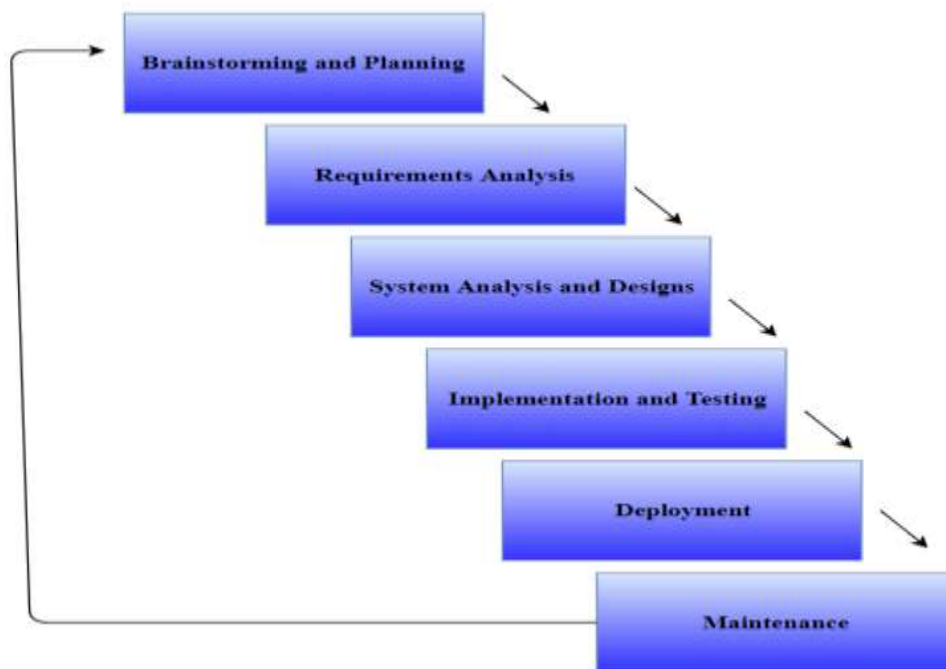 Brainstorming and Planning
Requirements Analysis
System Analysis and Designs
Implementation and Testing
Deployment
Maintenance